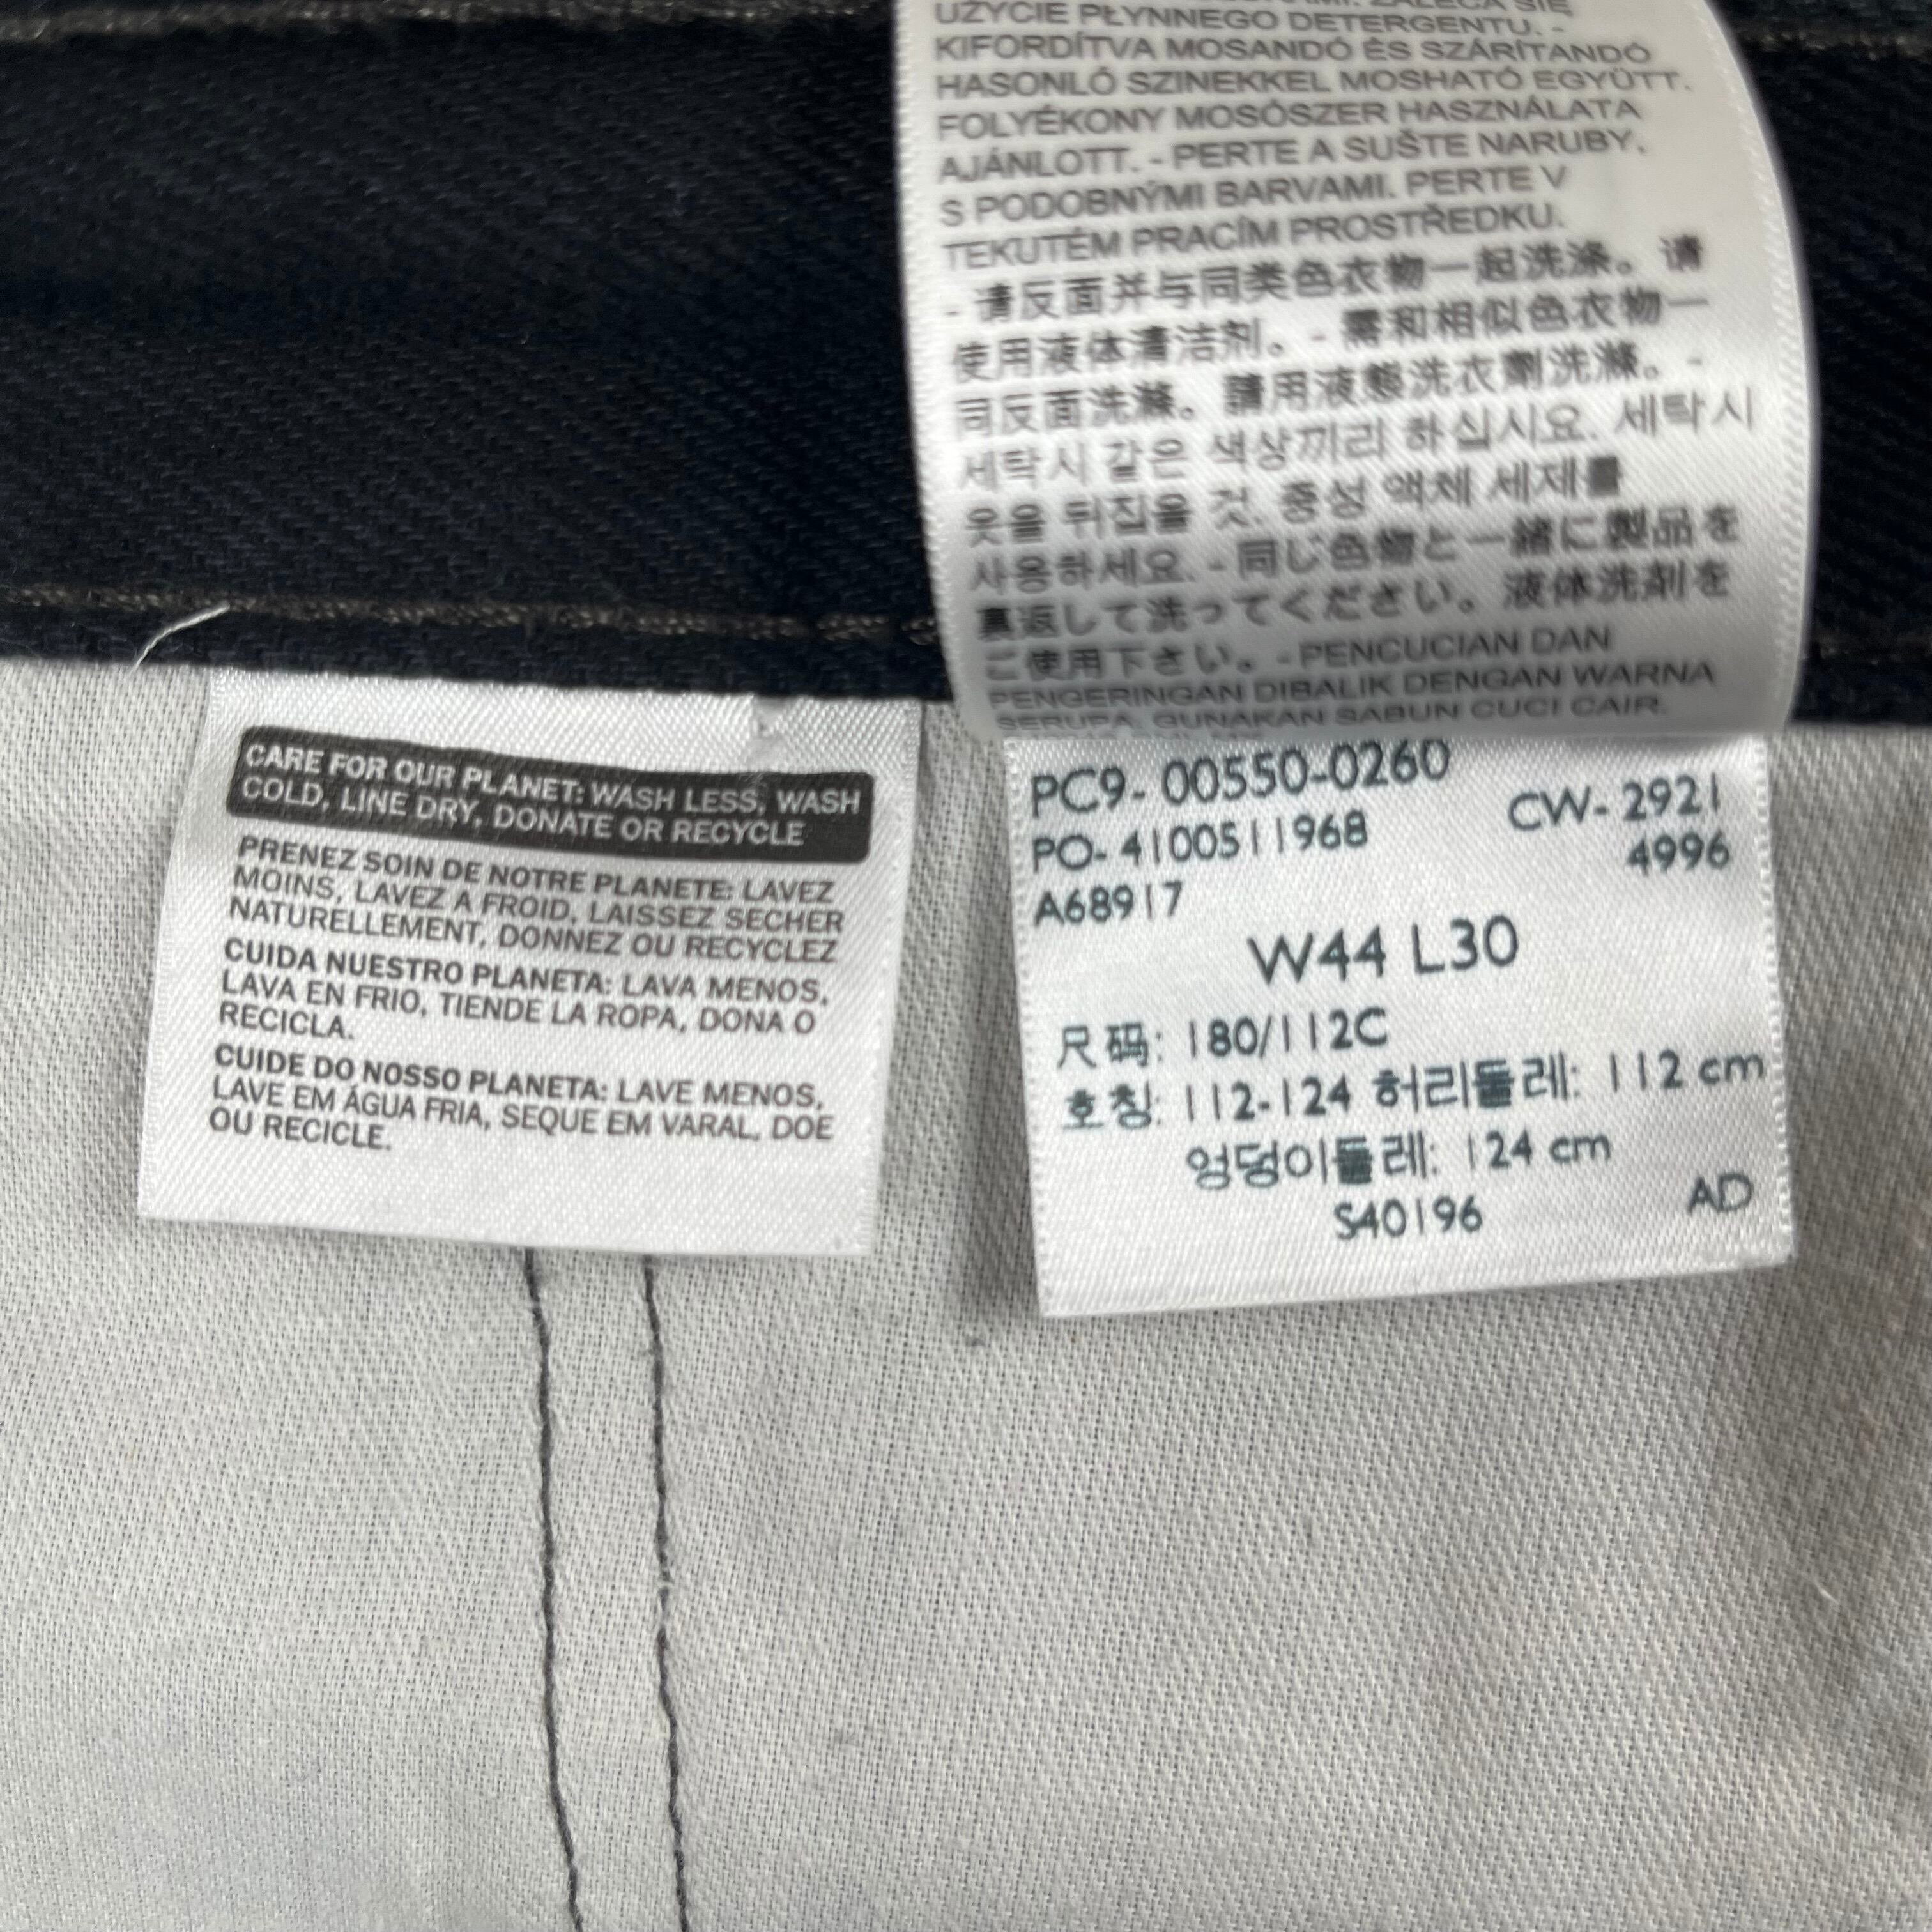 UŻYCIE PŁYNNEGO DETERGENTU. -
KIFORDÍTVA MOSANDÓ ÉS SZÁRÍTANDÓ
HASONLÓ SZINEKKEL MOSHATÓ EGYÜTT.
FOLYÉKONY MOSÓSZER HASZNÁLATA
AJÁNLOTT. - PERTE A SUŠTE NARUBY,
S PODOBNÝMI BARVAMI. PERTE V
TEKUTÉM PRACÍM PROSTŘEDKU.
- 请反面并与同类色衣物一起洗涤。请
使用液体清洁剂。- 需和相似色衣物一
同反面洗滌。請用液態洗衣劑洗滌。-
세탁시 같은 색상끼리 하십시요. 세탁시
옷을 뒤집을 것. 중성 액체 세제를
사용하세요. - 同じ色物と一緒に製品を
裏返して洗ってください。液体洗剤を
ご使用下さい。- PENCUCIAN DAN
PENGERINGAN DIBALIK DENGAN WARNA
SERUPA. GUNAKAN SABUN CUCI CAIR.
CARE FOR OUR PLANET: WASH LESS, WASH
COLD, LINE DRY, DONATE OR RECYCLE
PRENEZ SOIN DE NOTRE PLANETE: LAVEZ
MOINS, LAVEZ A FROID, LAISSEZ SECHER
NATURELLEMENT, DONNEZ OU RECYCLEZ
CUIDA NUESTRO PLANETA: LAVA MENOS,
LAVA EN FRIO, TIENDE LA ROPA, DONA O
RECICLA.
CUIDE DO NOSSO PLANETA: LAVE MENOS,
LAVE EM ÁGUA FRIA, SEQUE EM VARAL, DOE
OU RECICLE.
PC9- 00550-0260
CW- 2921
PO- 4100511968
4996
A68917
W44 L30
尺码: 180/112C
호칭: 112-124 허리둘레: 112 cm
엉덩이둘레: 124 cm
S40196
AD